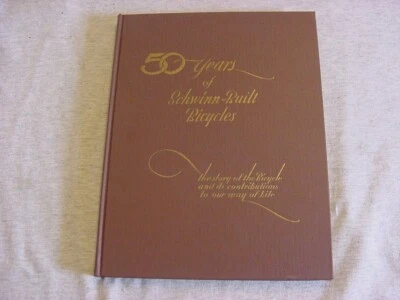 50 Years
of
Schwinn-Built
Bicycles
the story of the Bicycle
and its contributions
to our way of Life